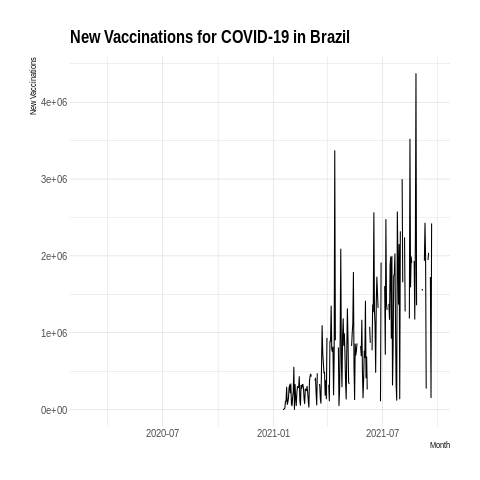 New Vaccinations for COVID-19 in Brazil
New Vaccinations
4e+06
3e+06
2e+06
1e+06
0e+00
2020-07 2021-01 2021-07
Month